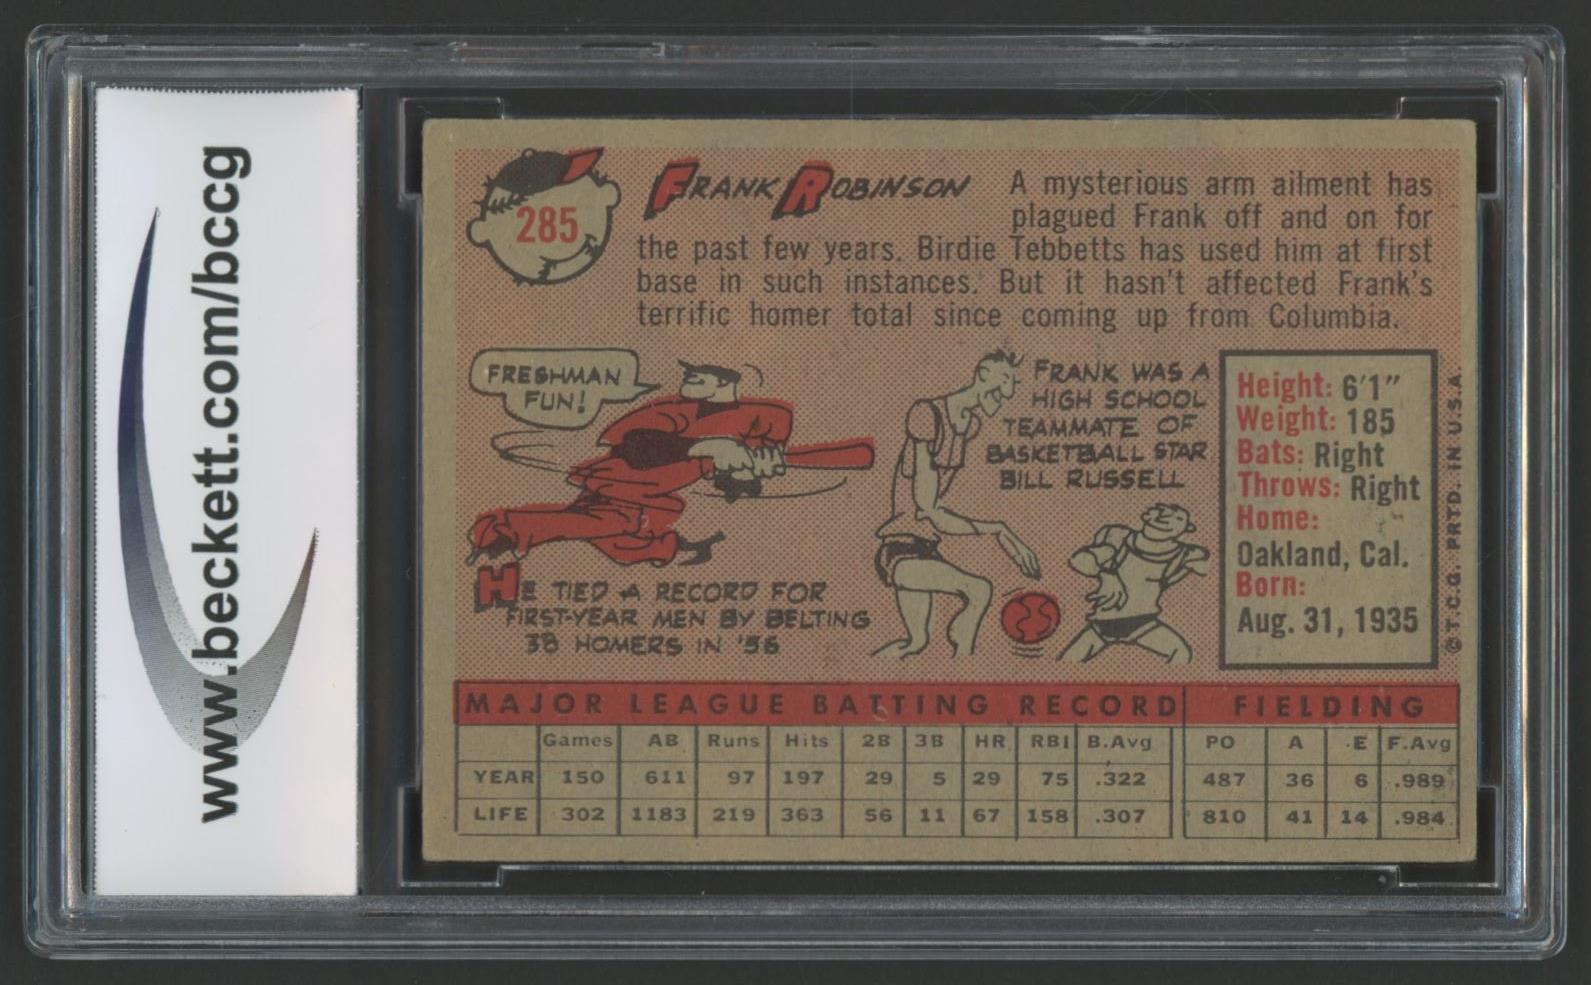 www.beckett.com/bccg
285
FRANK ROBINSON
A mysterious arm ailment has
plagued Frank off and on for
the past few years. Birdie Tebbetts has used him at first
base in such instances. But it hasn't affected Frank's
terrific homer total since coming up from Columbia.
FRESHMAN
FUN!
HE TIED A RECORD FOR
FIRST-YEAR MEN BY BELTING
38 HOMERS IN '56
FRANK WAS A
HIGH SCHOOL
TEAMMATE OF
BASKETBALL STAR
BILL RUSSELL
Height: 6'1"
Weight: 185
Bats: Right
Throws: Right
Home:
Oakland, Cal.
Born:
Aug. 31, 1935
©T.C.G. PRTD. IN U.S.A.
MAJOR LEAGUE BATTING RECORD FIELDING
Games AB Runs Hits 2B 3B HR RBI B.Avg PO A E F.Avg
YEAR 150 611 97 197 29 5 29 75 .322 487 36 6 .989
LIFE 302 1183 219 363 56 11 67 158 .307 810 41 14 .984